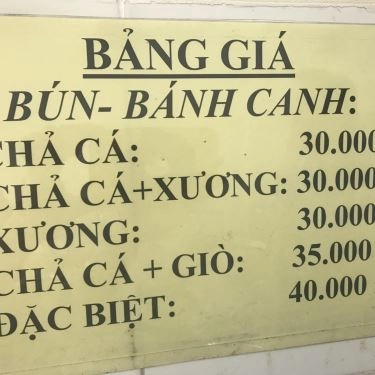 BẢNG GIÁ
BÚN- BÁNH CANH:
CHẢ CÁ: 30.000
CHẢ CÁ+XƯƠNG: 30.000
XƯƠNG: 30.000
CHẢ CÁ + GIÒ: 35.000
ĐẶC BIỆT: 40.000